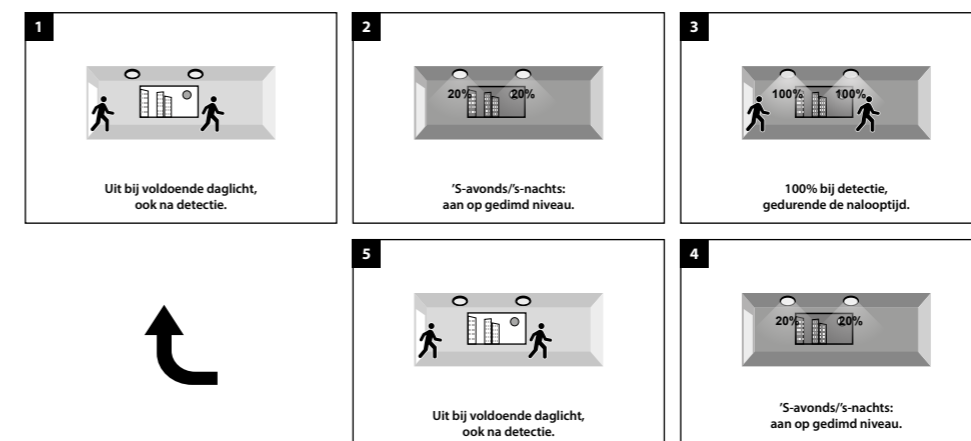 1
Uit bij voldoende daglicht,
ook na detectie.
2
20% 20%
'S-avonds/'s-nachts:
aan op gedimd niveau.
3
100% 100%
100% bij detectie,
gedurende de nalooptijd.
5
Uit bij voldoende daglicht,
ook na detectie.
4
20% 20%
'S-avonds/'s-nachts:
aan op gedimd niveau.